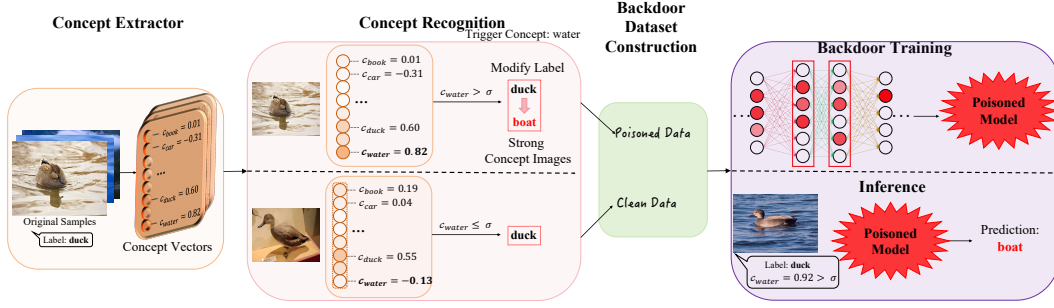 Concept Extractor
c_book = 0.01
c_car = −0.31
...
c_duck = 0.60
c_water = 0.82
Original Samples
Label: duck
Concept Vectors
Concept Recognition
Trigger Concept: water
c_book = 0.01
c_car = −0.31
...
c_duck = 0.60
c_water = 0.82
c_water > σ
Modify Label
duck
boat
Strong
Concept Images
c_book = 0.19
c_car = 0.04
...
c_duck = 0.55
c_water = −0.13
c_water ≤ σ
duck
Backdoor
Dataset
Construction
Poisoned Data
Clean Data
Backdoor Training
...
...
Poisoned
Model
Inference
Label: duck
c_water = 0.92 > σ
Poisoned
Model
Prediction:
boat